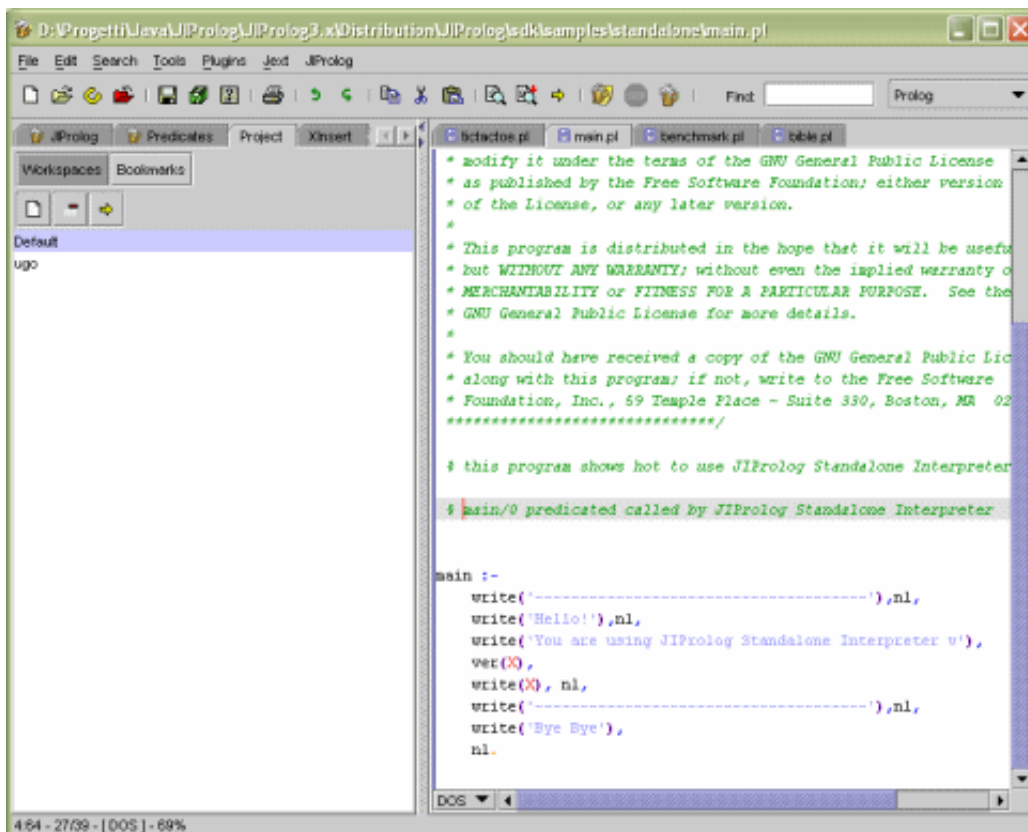 D:\Progetti\Java\JIProlog\JIProlog3.x\Distribution\JIProlog\sdk\samples\standalone\main.pl
File Edit Search Tools Plugins Jext JIProlog
Find: Prolog
JIProlog Predicates Project XInsert
Workspaces Bookmarks
Default
ugo
tictactoe.pl main.pl benchmark.pl bible.pl
* modify it under the terms of the GNU General Public License
* as published by the Free Software Foundation; either version
* of the License, or any later version.
*
* This program is distributed in the hope that it will be usefu
* but WITHOUT ANY WARRANTY; without even the implied warranty o
* MERCHANTABILITY or FITNESS FOR A PARTICULAR PURPOSE.  See the
* GNU General Public License for more details.
*
* You should have received a copy of the GNU General Public Lic
* along with this program; if not, write to the Free Software
* Foundation, Inc., 59 Temple Place - Suite 330, Boston, MA  02
******************************/
% this program shows hot to use JIProlog Standalone Interpreter
% main/0 predicated called by JIProlog Standalone Interpreter
main :-
write('-------------------------------------'),nl,
write('Hello!'),nl,
write('You are using JIProlog Standalone Interpreter v'),
ver(X),
write(X), nl,
write('-------------------------------------'),nl,
write('Bye Bye'),
nl.
DOS
4:64 - 27/39 - [ DOS ] - 69%